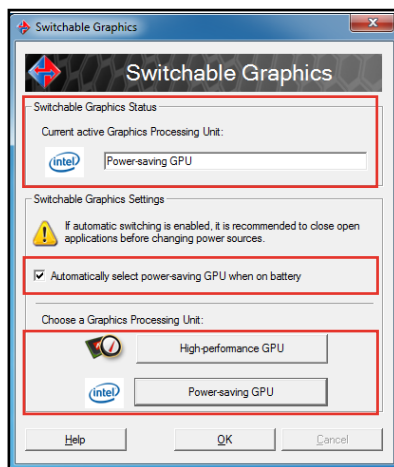 Switchable Graphics
Switchable Graphics
Switchable Graphics Status
Current active Graphics Processing Unit:
intel
Power-saving GPU
Switchable Graphics Settings
If automatic switching is enabled, it is recommended to close open
applications before changing power sources.
Automatically select power-saving GPU when on battery
Choose a Graphics Processing Unit:
High-performance GPU
intel
Power-saving GPU
Help
OK
Cancel